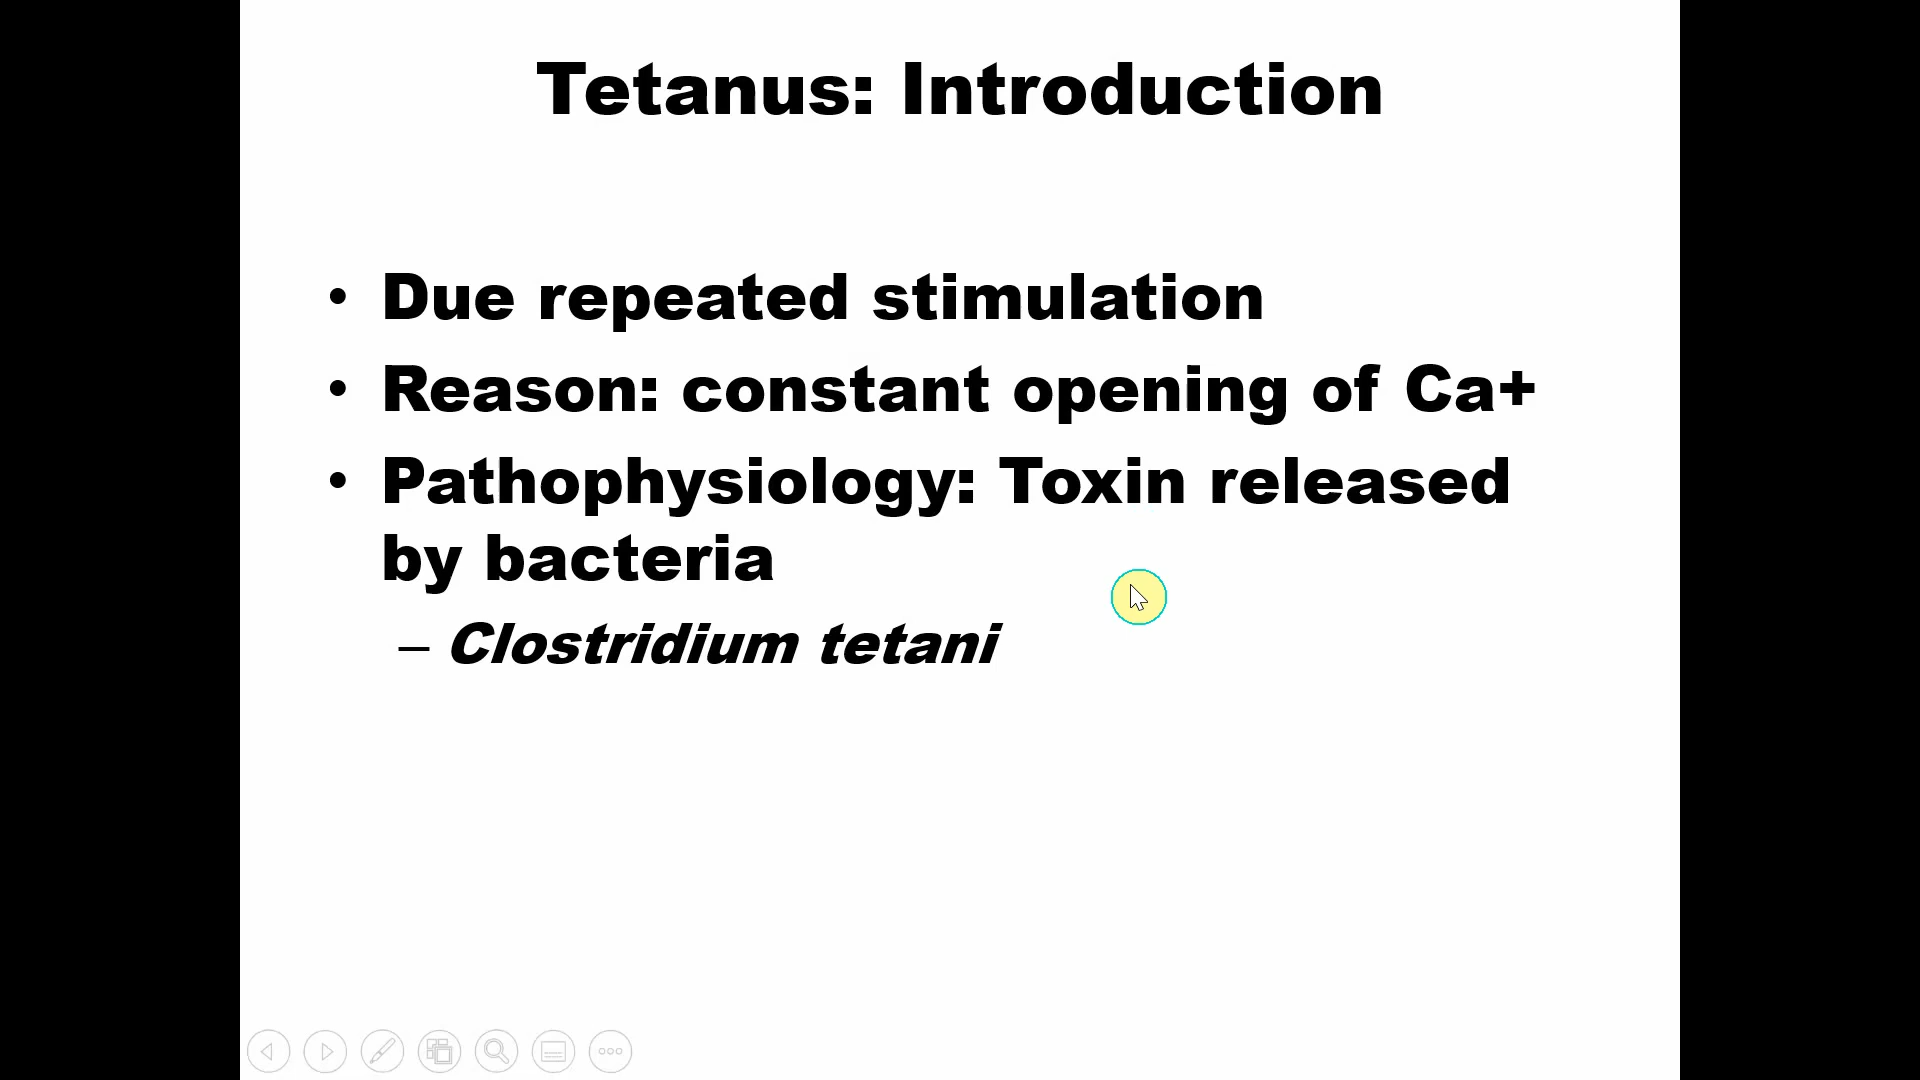 Tetanus: Introduction
• Due repeated stimulation
• Reason: constant opening of Ca+
• Pathophysiology: Toxin released
by bacteria
– Clostridium tetani